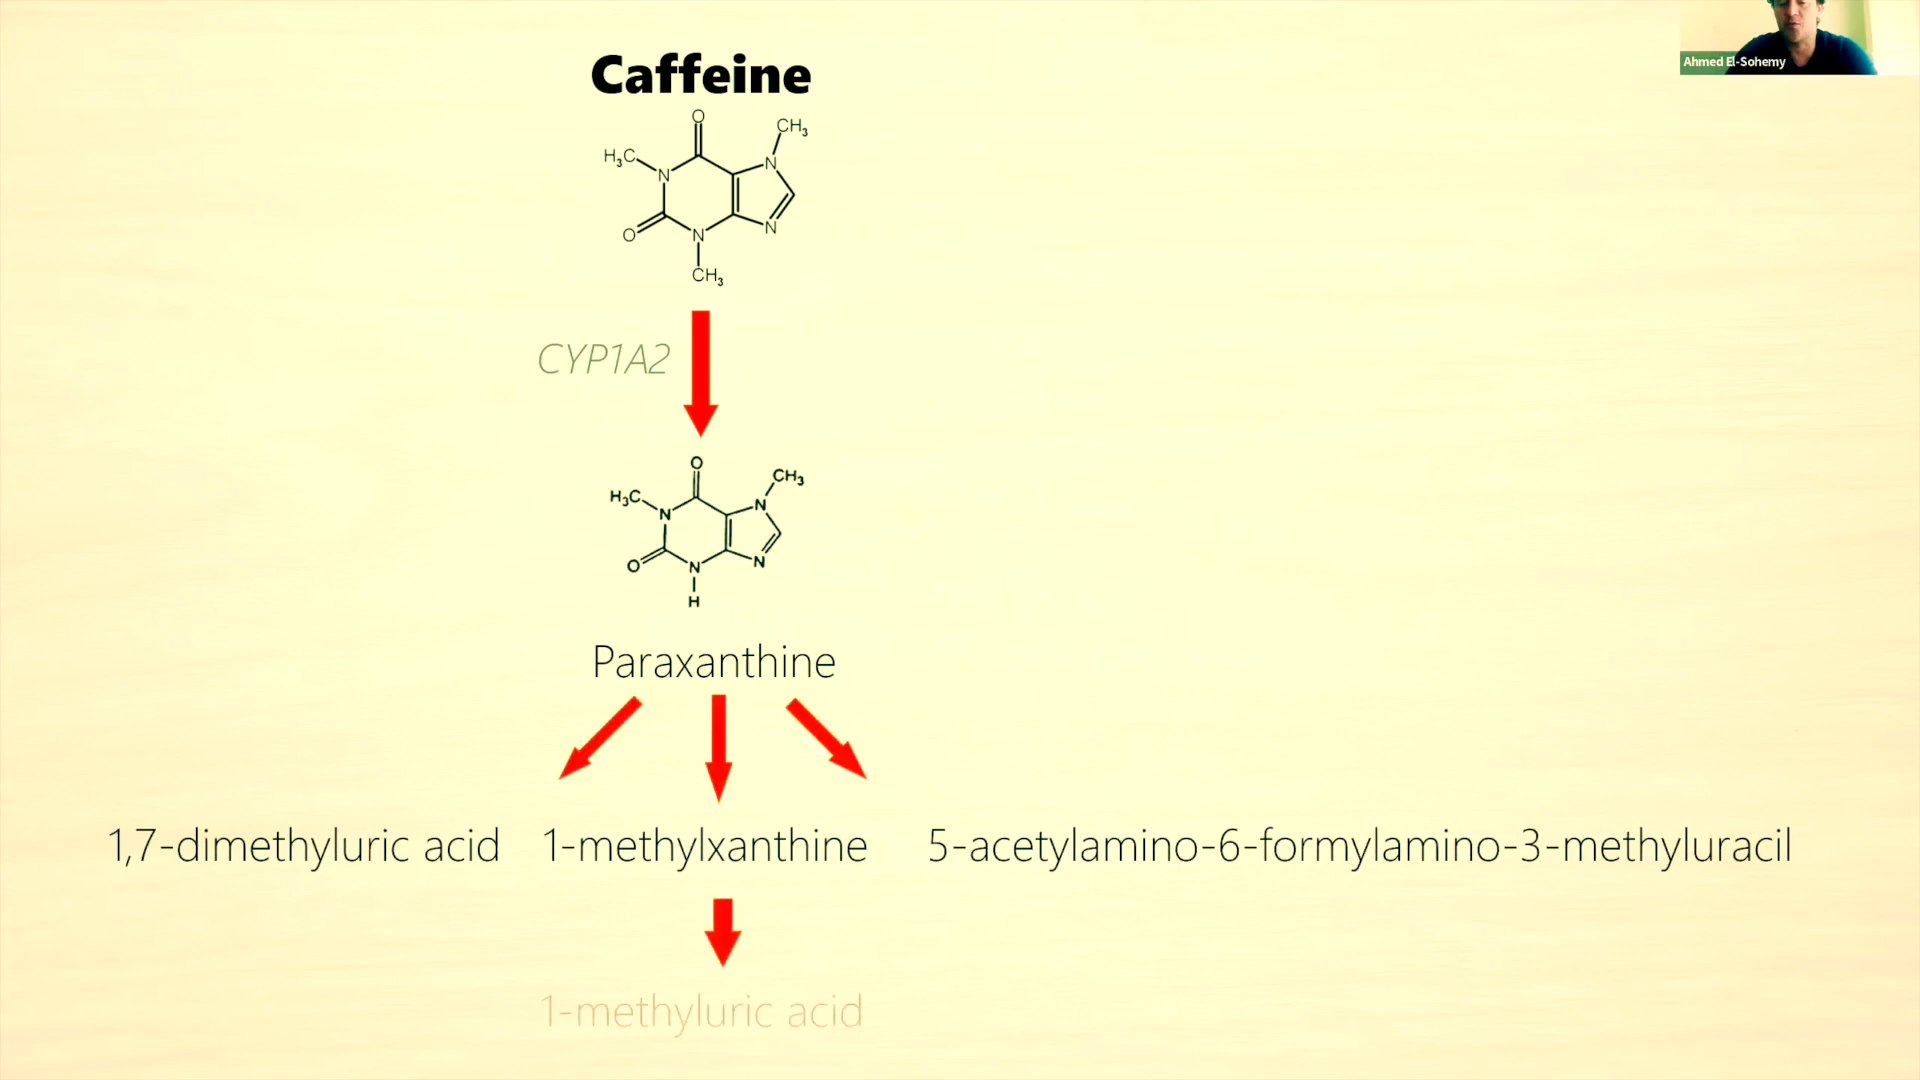 Ahmed El-Sohemy
Caffeine
O
CH3
H3C
N
N
O
N
N
CH3
CYP1A2
O
CH3
H3C
N
N
O
N
N
H
Paraxanthine
1,7-dimethyluric acid 1-methylxanthine 5-acetylamino-6-formylamino-3-methyluracil
1-methyluric acid